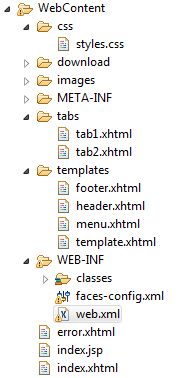 WebContent
css
styles.css
download
images
META-INF
tabs
tab1.xhtml
tab2.xhtml
templates
footer.xhtml
header.xhtml
menu.xhtml
template.xhtml
WEB-INF
classes
faces-config.xml
web.xml
error.xhtml
index.jsp
index.xhtml